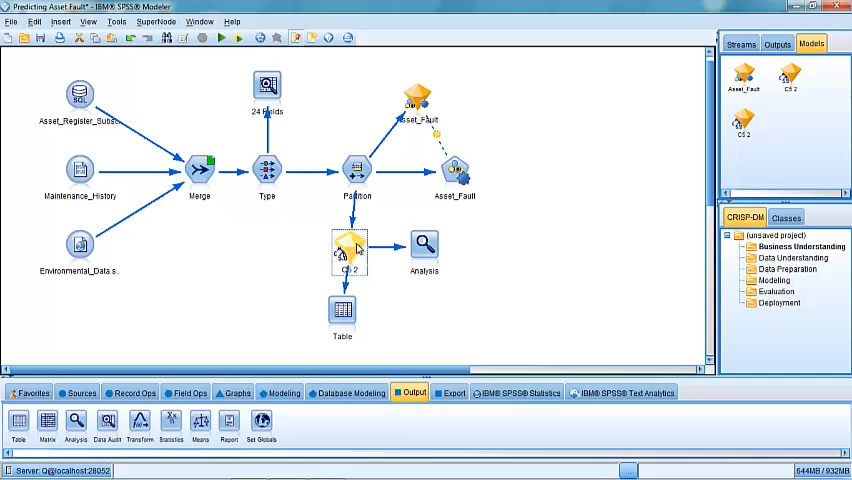 Predicting Asset Fault* - IBM® SPSS® Modeler
File Edit Insert View Tools SuperNode Window Help
Streams Outputs Models
Asset_Fault C5 2
C5 2
SQL
Asset_Register_Subsc
24 Fields
Asset_Fault
Maintenance_History
Merge
Type
Partition
Asset_Fault
Environmental_Data.s..
C5 2
Analysis
Table
CRISP-DM Classes
(unsaved project)
Business Understanding
Data Understanding
Data Preparation
Modeling
Evaluation
Deployment
Favorites Sources Record Ops Field Ops Graphs Modeling Database Modeling Output Export IBM® SPSS® Statistics IBM® SPSS® Text Analytics
Table Matrix Analysis Data Audit Transform Statistics Means Report Set Globals
Server: Q@localhost:28052
...
644MB / 932MB